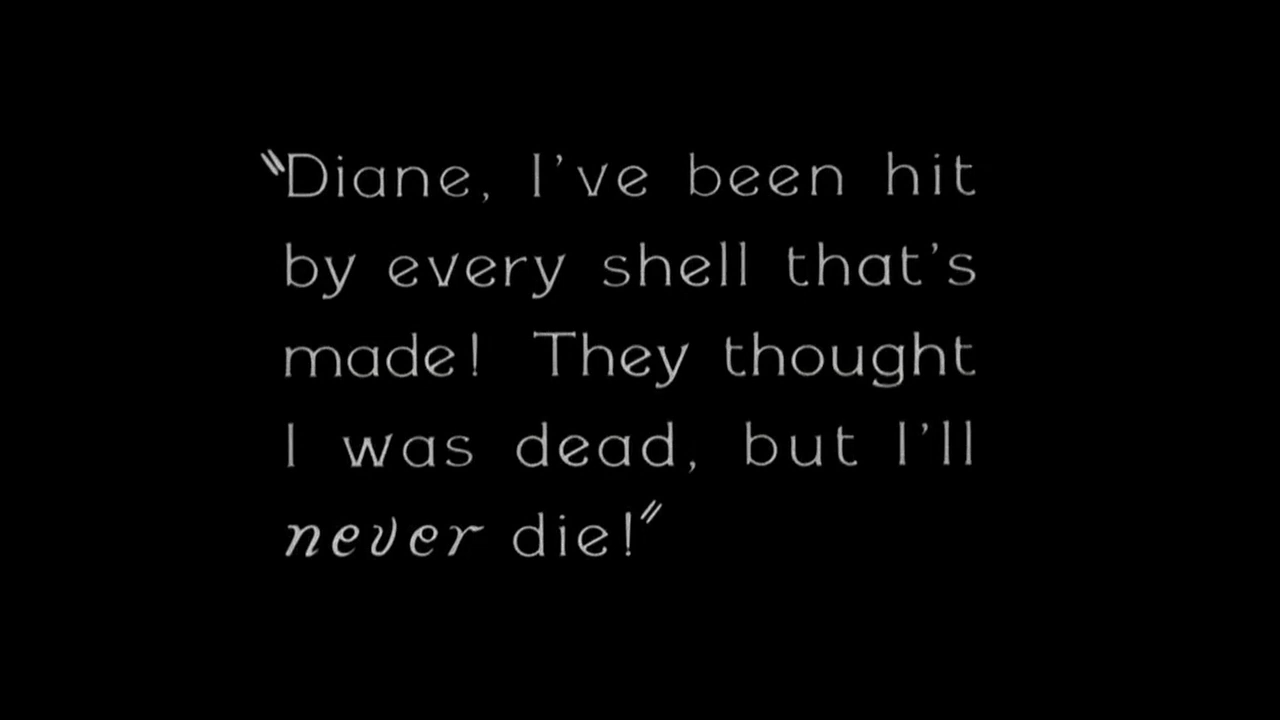 "Diane, I've been hit
by every shell that's
made! They thought
I was dead, but I'll
never die!"